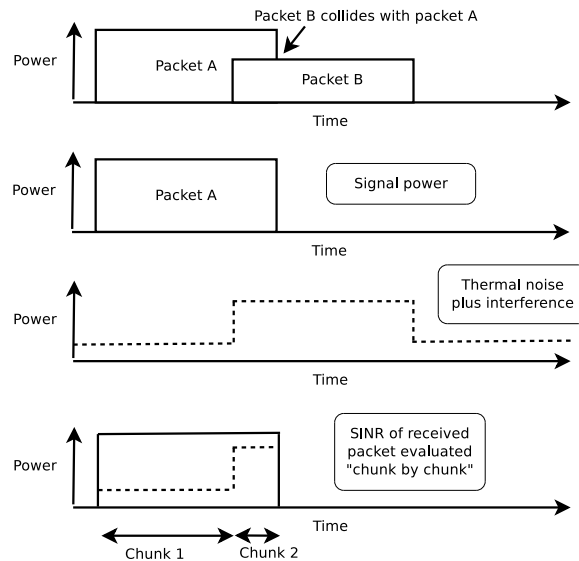 Packet B collides with packet A
Power
Packet A
Packet B
Time
Power
Packet A
Signal power
Time
Power
Thermal noise
plus interference
Time
Power
SINR of received
packet evaluated
"chunk by chunk"
Time
Chunk 1
Chunk 2